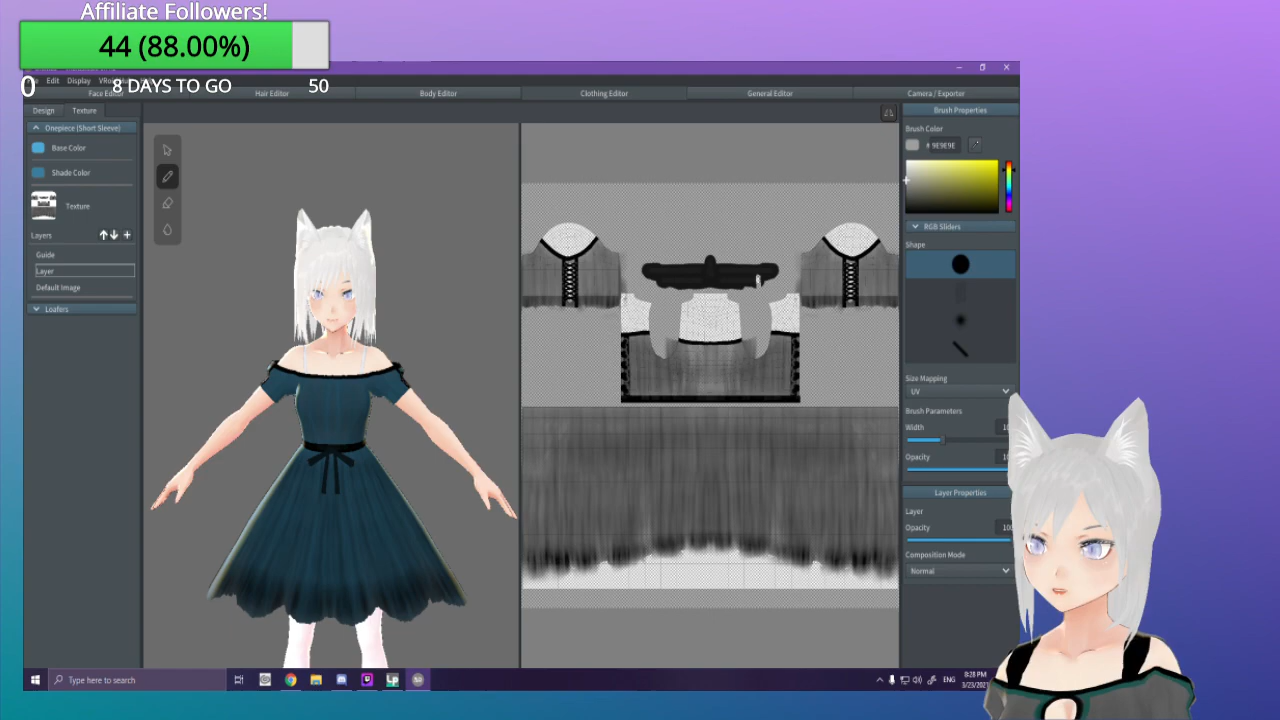 Affiliate Followers!
44 (88.00%)
0
8 DAYS TO GO
50
Edit
Display
Face Editor
Hair Editor
Body Editor
Clothing Editor
General Editor
Camera / Exporter
Design
Texture
Onepiece (Short Sleeve)
Base Color
Shade Color
Texture
Layers
Guide
Layer
Default Image
Loafers
Brush Properties
Brush Color
# 9E9E9E
RGB Sliders
Shape
Size Mapping
UV
Brush Parameters
Width
Opacity
Layer Properties
Layer
Opacity
Composition Mode
Normal
Type here to search
ENG
8:28 PM